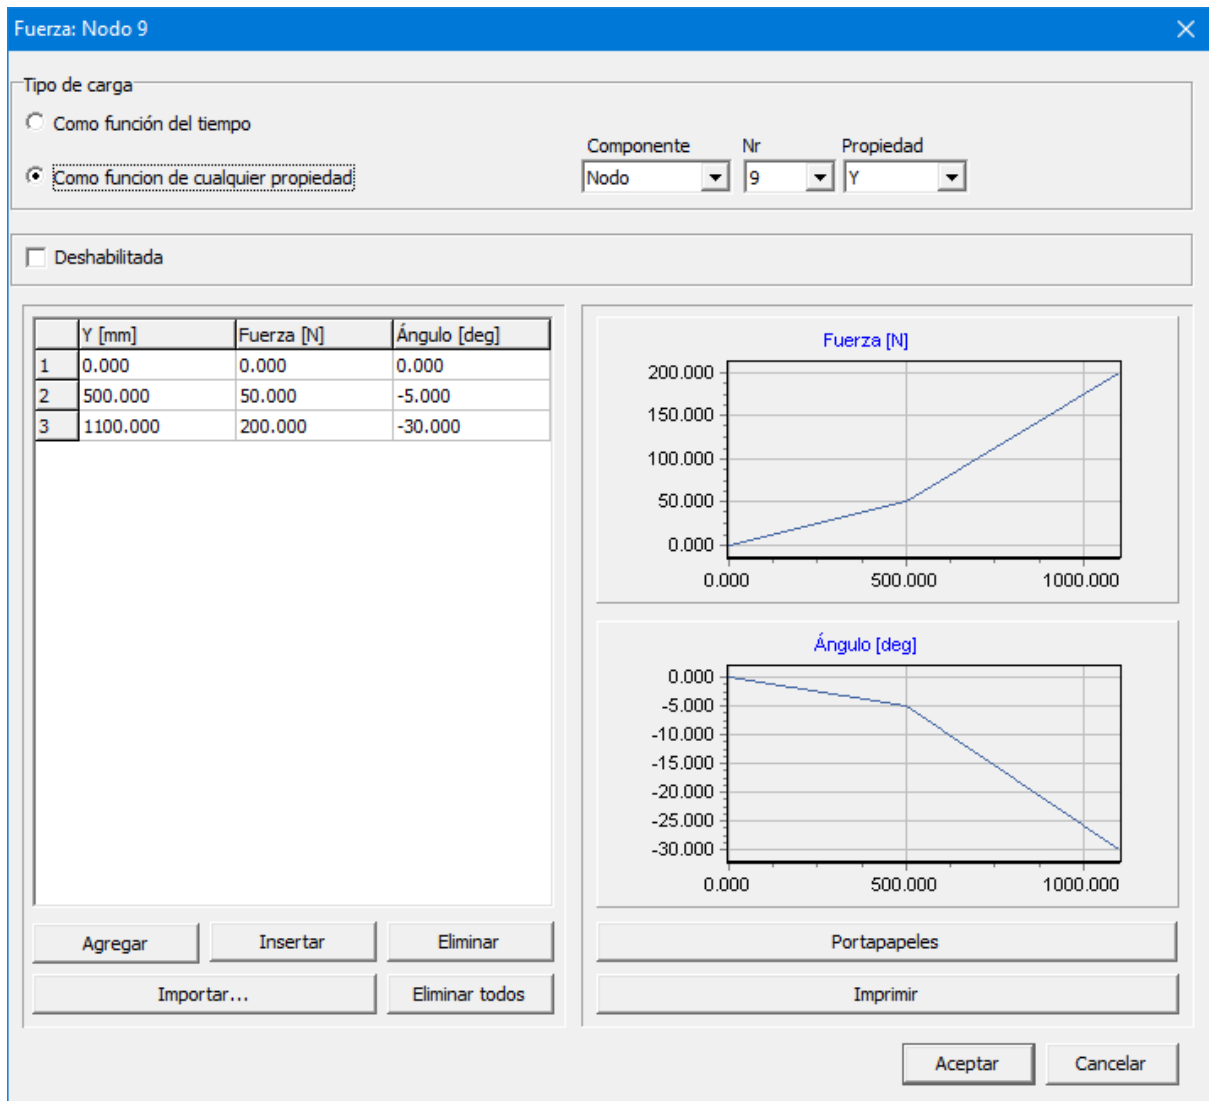 Fuerza: Nodo 9
Tipo de carga
Como función del tiempo
Componente Nr Propiedad
Como funcion de cualquier propiedad Nodo 9 Y
Deshabilitada
Y [mm] Fuerza [N] Ángulo [deg]
1 0.000 0.000 0.000
2 500.000 50.000 -5.000
3 1100.000 200.000 -30.000
Fuerza [N]
200.000
150.000
100.000
50.000
0.000
0.000 500.000 1000.000
Ángulo [deg]
0.000
-5.000
-10.000
-15.000
-20.000
-25.000
-30.000
0.000 500.000 1000.000
Agregar Insertar Eliminar
Importar... Eliminar todos
Portapapeles
Imprimir
Aceptar Cancelar